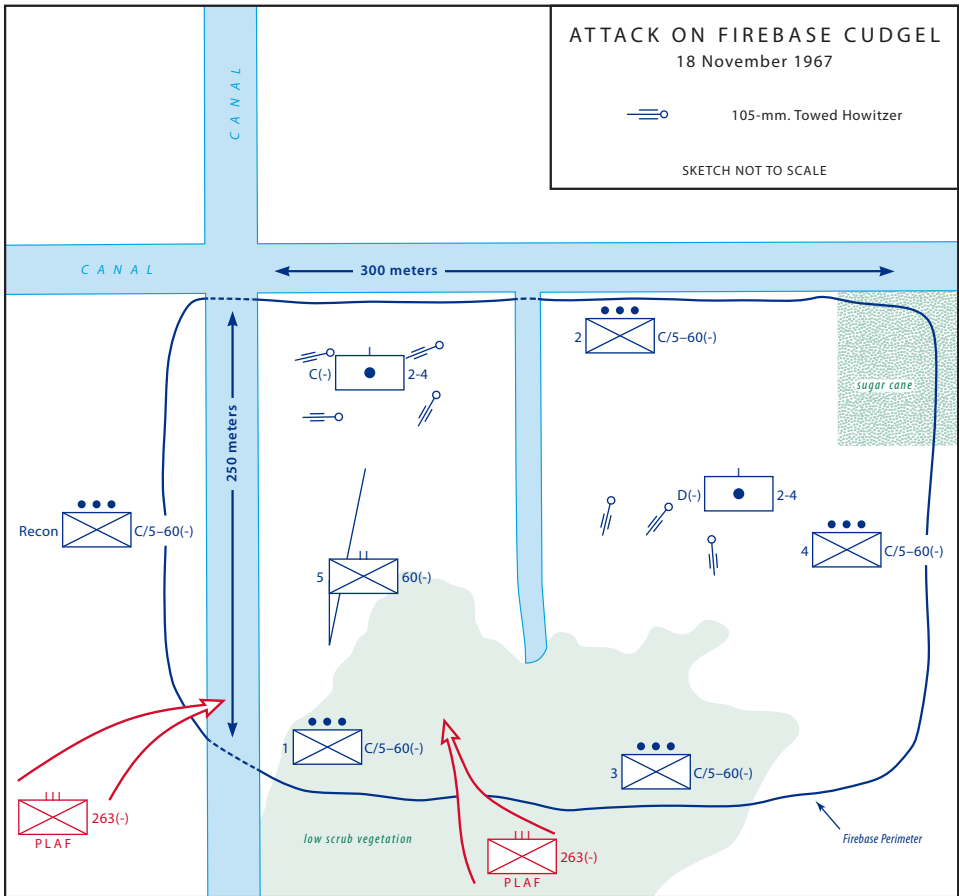 ATTACK ON FIREBASE CUDGEL
18 November 1967
105-mm. Towed Howitzer
SKETCH NOT TO SCALE
CANAL
CANAL
300 meters
250 meters
2 C/5–60(-)
C(-) 2-4
sugar cane
D(-) 2-4
Recon C/5–60(-)
4 C/5–60(-)
5 60(-)
1 C/5–60(-)
3 C/5–60(-)
263(-)
PLAF
low scrub vegetation
Firebase Perimeter
263(-)
PLAF